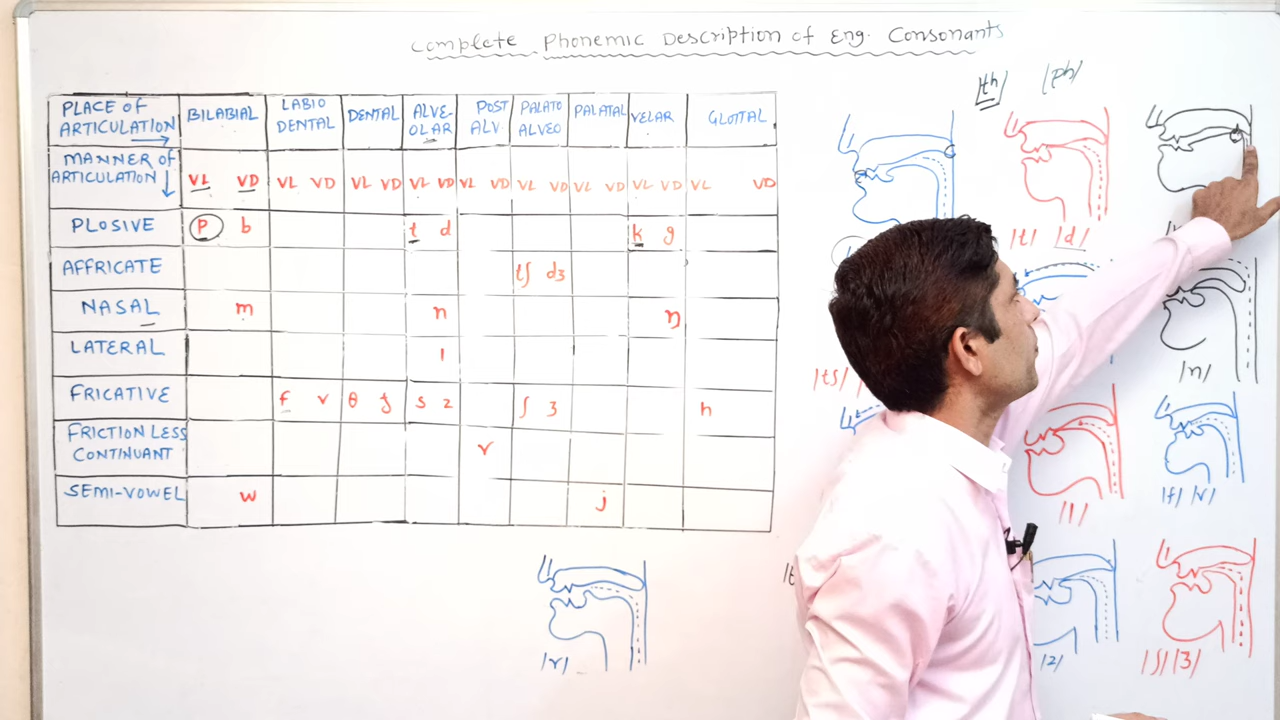 Complete Phonemic Description of Eng. Consonants
/th/ /ph/
PLACE OF ARTICULATION BILABIAL LABIO DENTAL DENTAL ALVE-OLAR POST ALV. PALATO ALVEO PALATAL VELAR GLOTTAL
MANNER OF ARTICULATION VL VD VL VD VL VD VL VD VL VD VL VD VL VD VL VD VL VD
PLOSIVE p b t d k g
AFFRICATE tʃ dʒ
NASAL m n ŋ
LATERAL l
FRICATIVE f v θ ð s z ʃ ʒ h
FRICTION LESS CONTINUANT r
SEMI-VOWEL w j
/t/ /d/
/n/
/l/
/f/ /v/
/z/
/ʃ/ /ʒ/
/r/